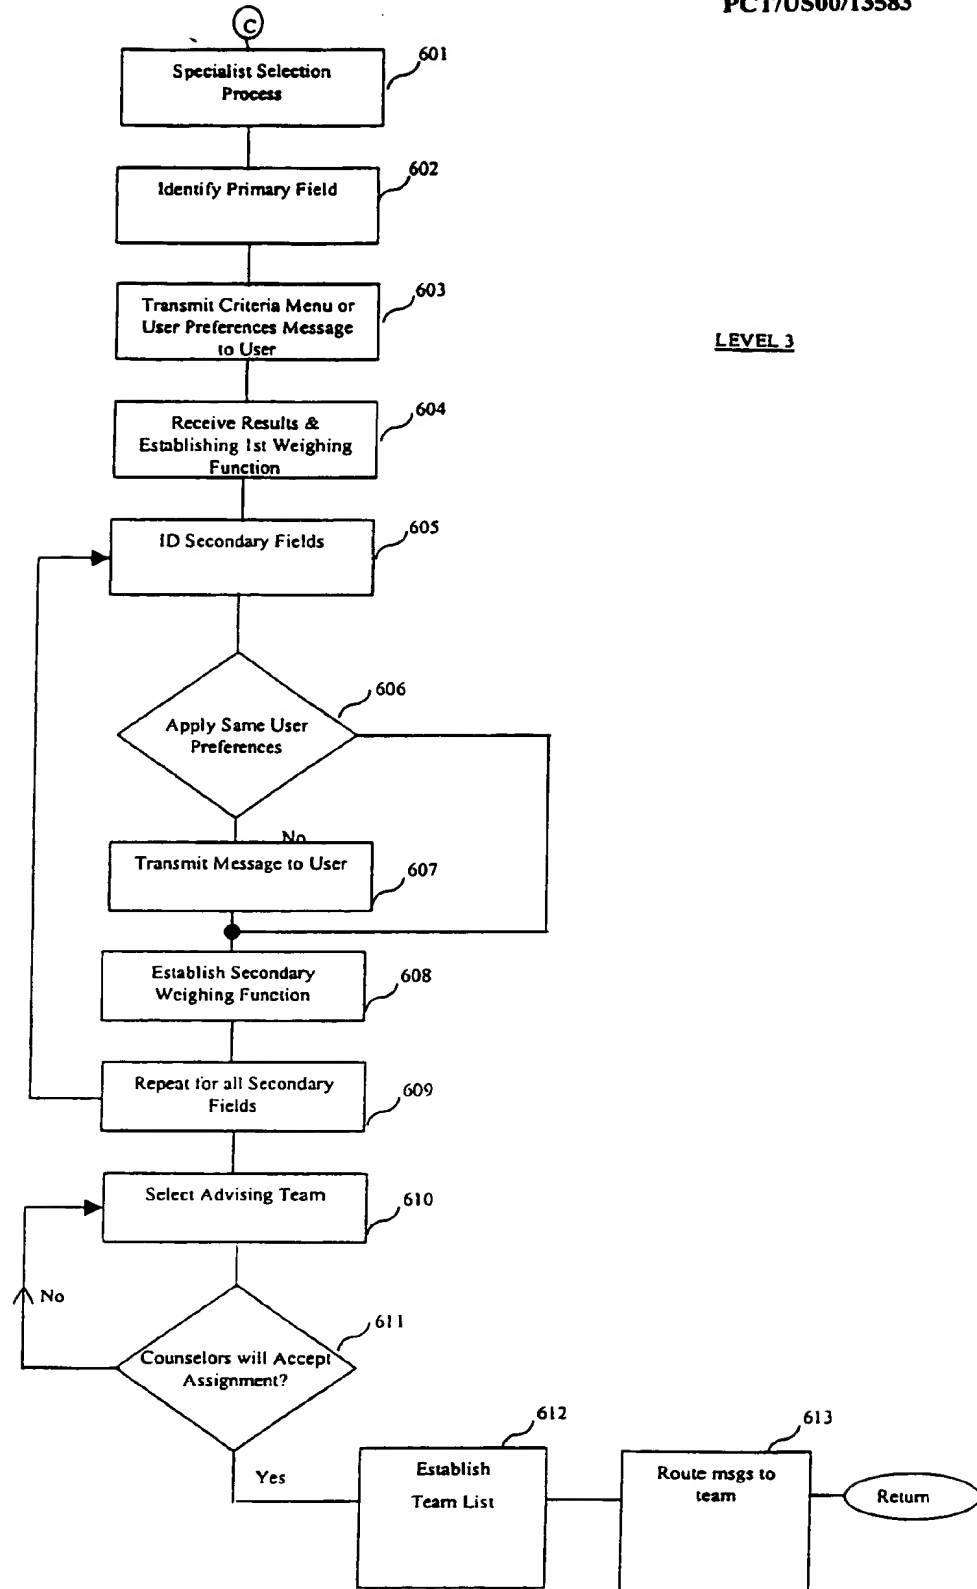 PCT/US00/13583
C
Specialist Selection
Process
601
Identify Primary Field
602
Transmit Criteria Menu or
User Preferences Message
to User
603
LEVEL 3
Receive Results &
Establishing 1st Weighing
Function
604
ID Secondary Fields
605
Apply Same User
Preferences
606
No
Transmit Message to User
607
Establish Secondary
Weighing Function
608
Repeat for all Secondary
Fields
609
Select Advising Team
610
No
Counselors will Accept
Assignment?
611
Yes
Establish
Team List
612
Route msgs to
team
613
Return